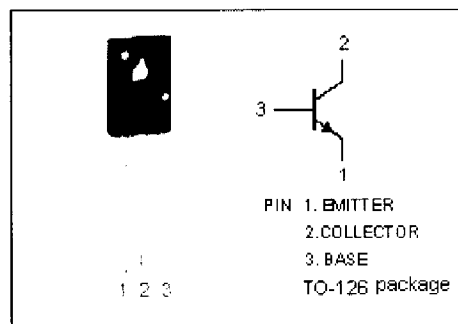 2
3
1
PIN 1. EMITTER
2.COLLECTOR
3. BASE
1 2 3
TO-126 package